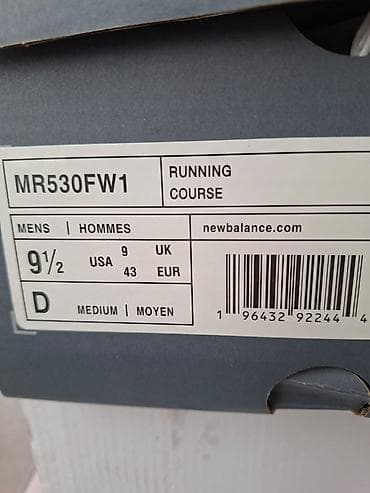 MR530FW1
RUNNING
COURSE
MENS | HOMMES
newbalance.com
9½ USA 9 UK
43 EUR
D MEDIUM | MOYEN
1 96432 92244 4